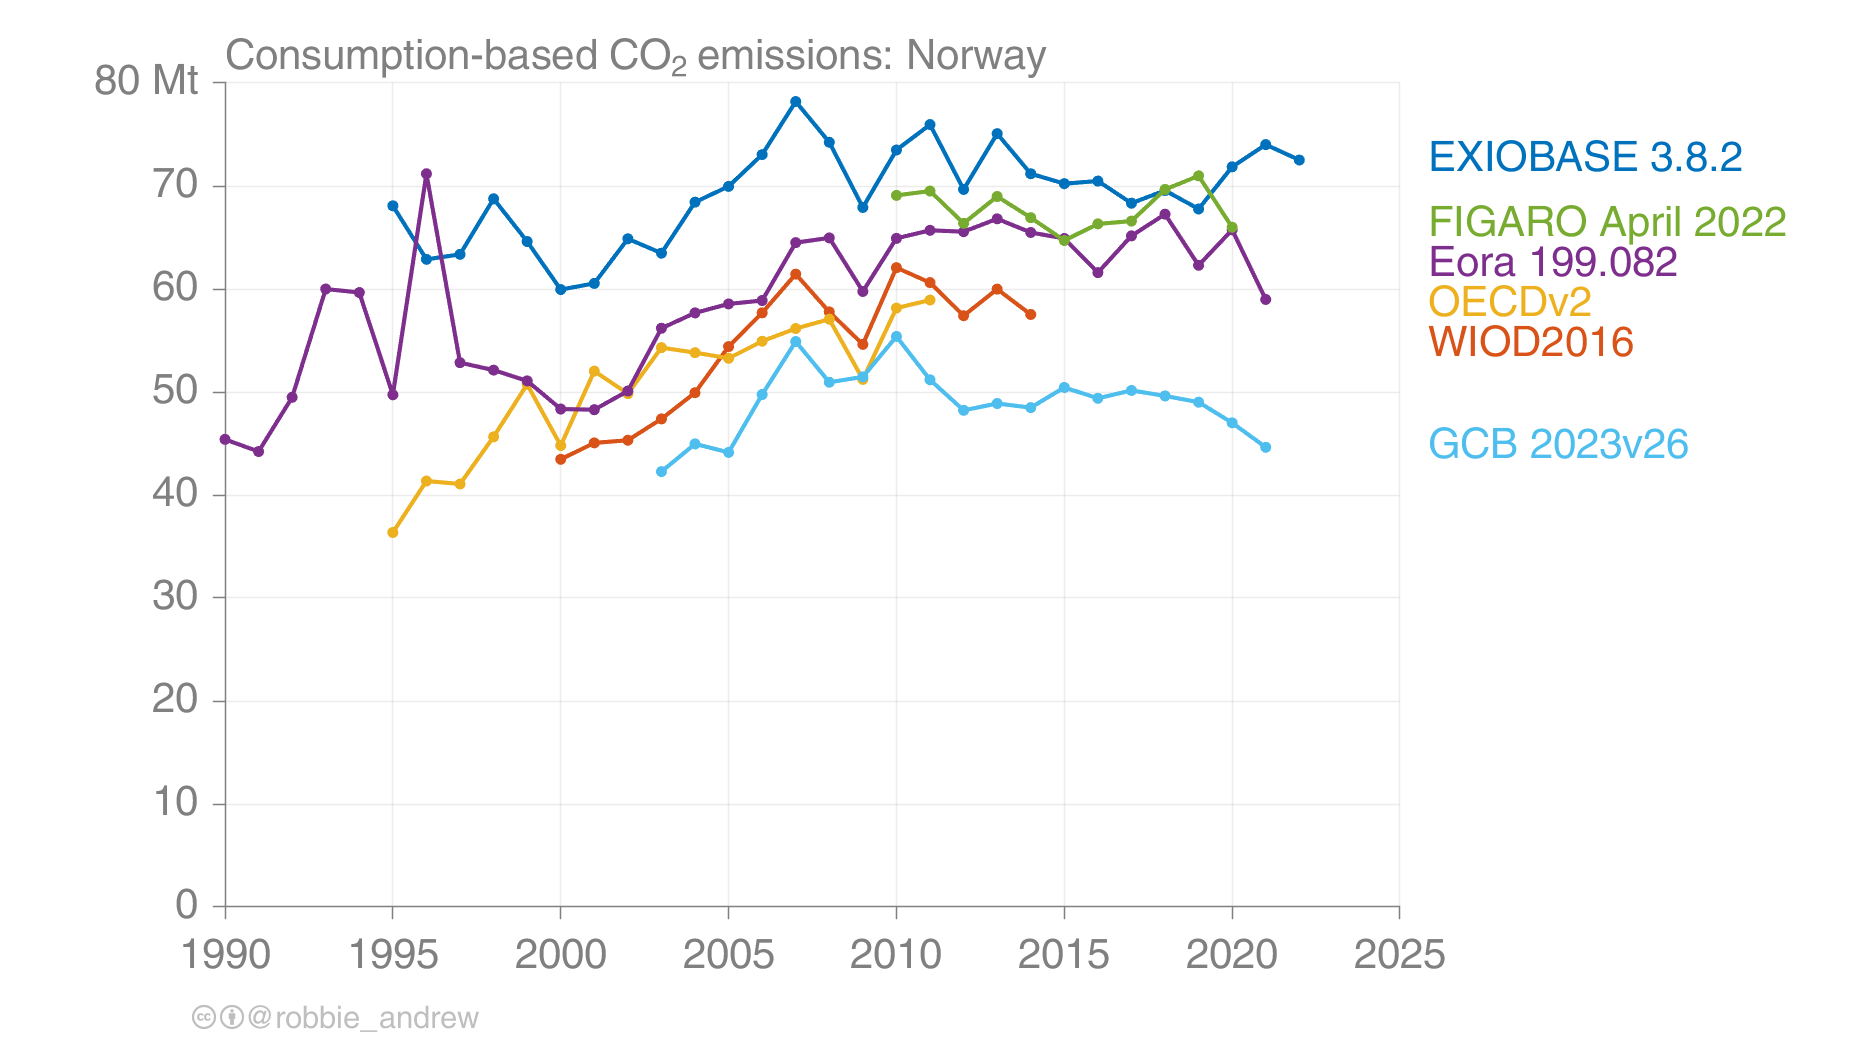 Consumption-based CO₂ emissions: Norway
80 Mt
70
60
50
40
30
20
10
0
1990 1995 2000 2005 2010 2015 2020 2025
EXIOBASE 3.8.2
FIGARO April 2022
Eora 199.082
OECDv2
WIOD2016
GCB 2023v26
cc @robbie_andrew